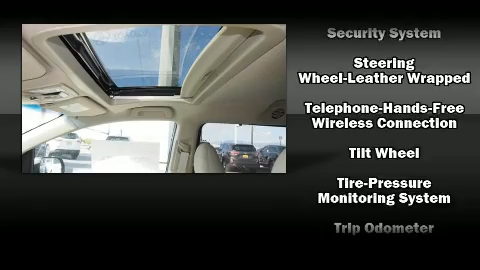 Security System
Steering
Wheel-Leather Wrapped
Telephone-Hands-Free
Wireless Connection
Tilt Wheel
Tire-Pressure
Monitoring System
Trip Odometer